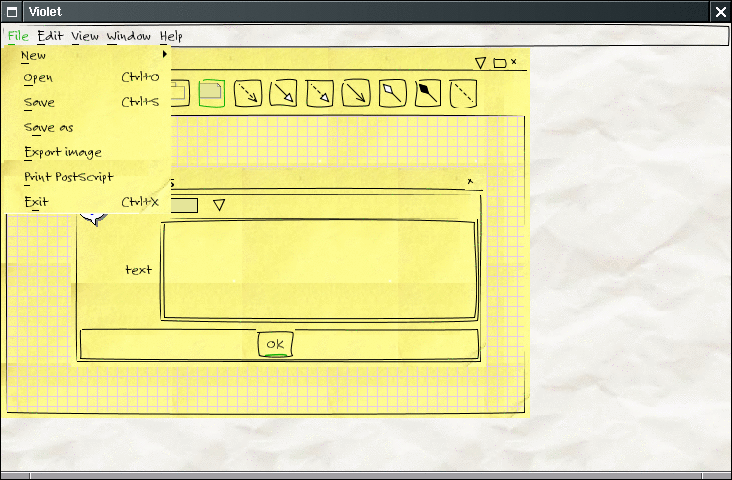 Violet
File Edit View Window Help
New
Open Ctrl+O
Save Ctrl+S
Save as
Export image
Print PostScript
Exit Ctrl+X
text
OK